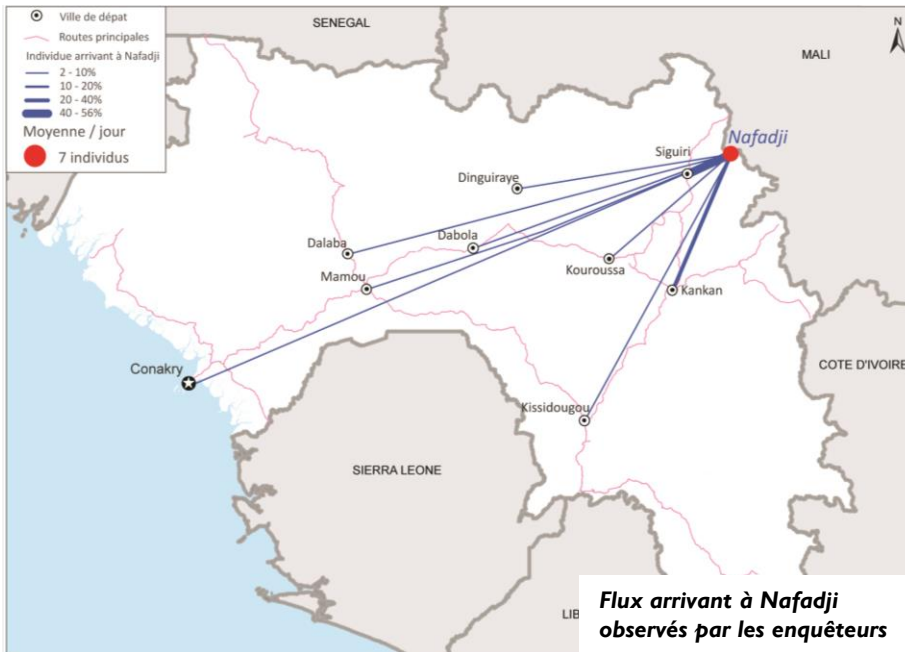 SENEGAL
N
MALI
Ville de dépat
Routes principales
Individue arrivant à Nafadji
2 - 10%
10 - 20%
20 - 40%
40 - 56%
Moyenne / jour
7 individus
Nafadji
Siguiri
Dinguiraye
Dalaba
Dabola
Kouroussa
Mamou
Kankan
Conakry
COTE D'IVOIRE
Kissidougou
SIERRA LEONE
LIB
Flux arrivant à Nafadji
observés par les enquêteurs